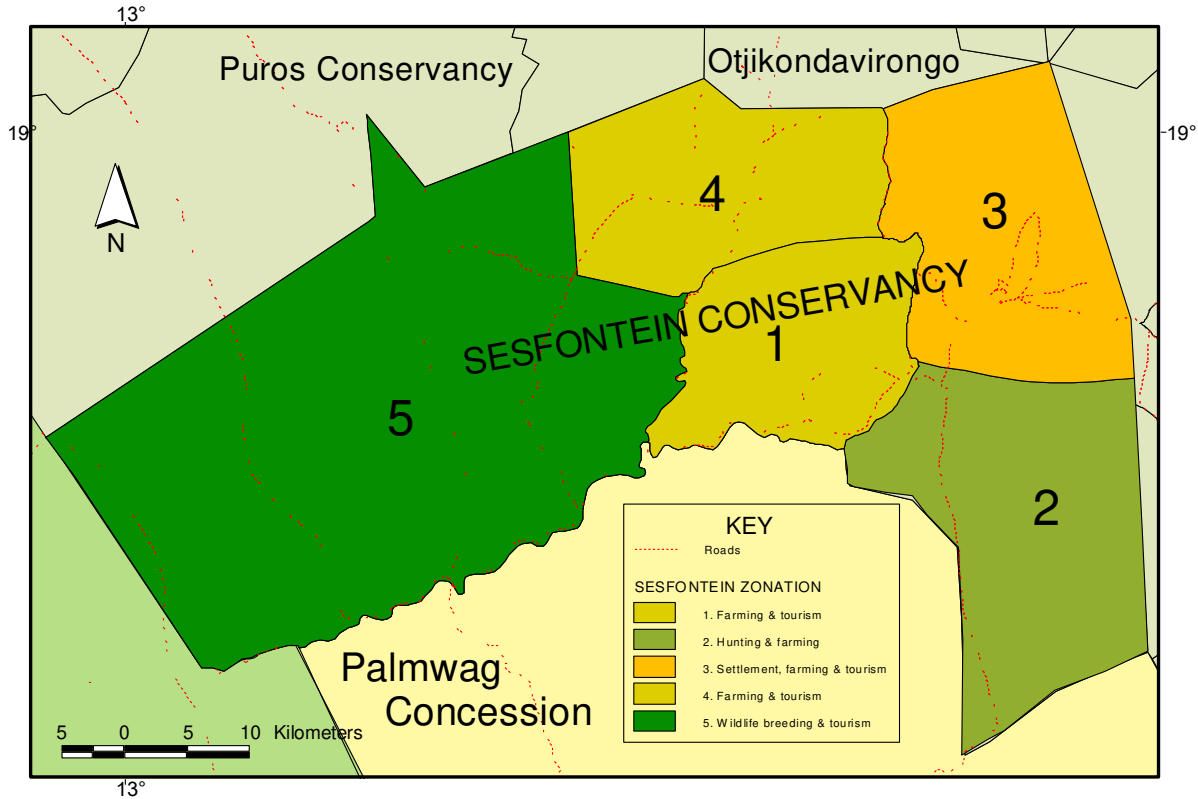 13°
Puros Conservancy
Otjikondavirongo
19°
19°
4
3
N
SESFONTEIN CONSERVANCY
1
5
2
KEY
Roads
SESFONTEIN ZONATION
1. Farming & tourism
2. Hunting & farming
3. Settlement, farming & tourism
4. Farming & tourism
5. Wildlife breeding & tourism
Palmwag
Concession
5 0 5 10 Kilometers
13°